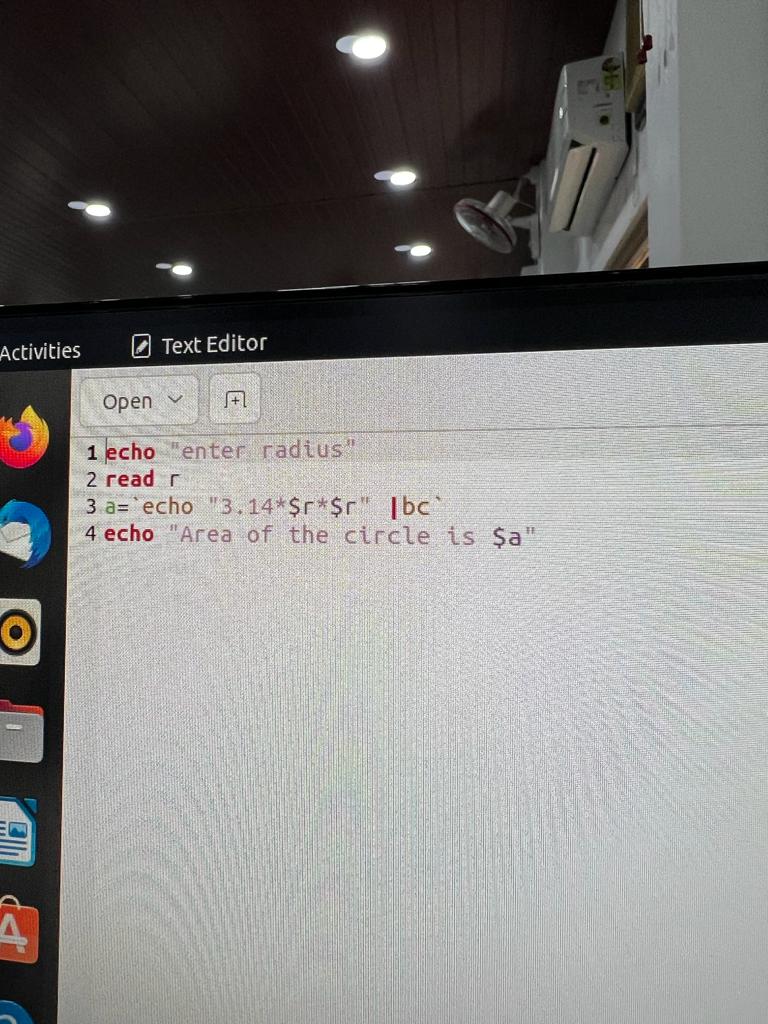 Activities Text Editor
Open
1 echo "enter radius"
2 read r
3 a=`echo "3.14*$r*$r" |bc`
4 echo "Area of the circle is $a"